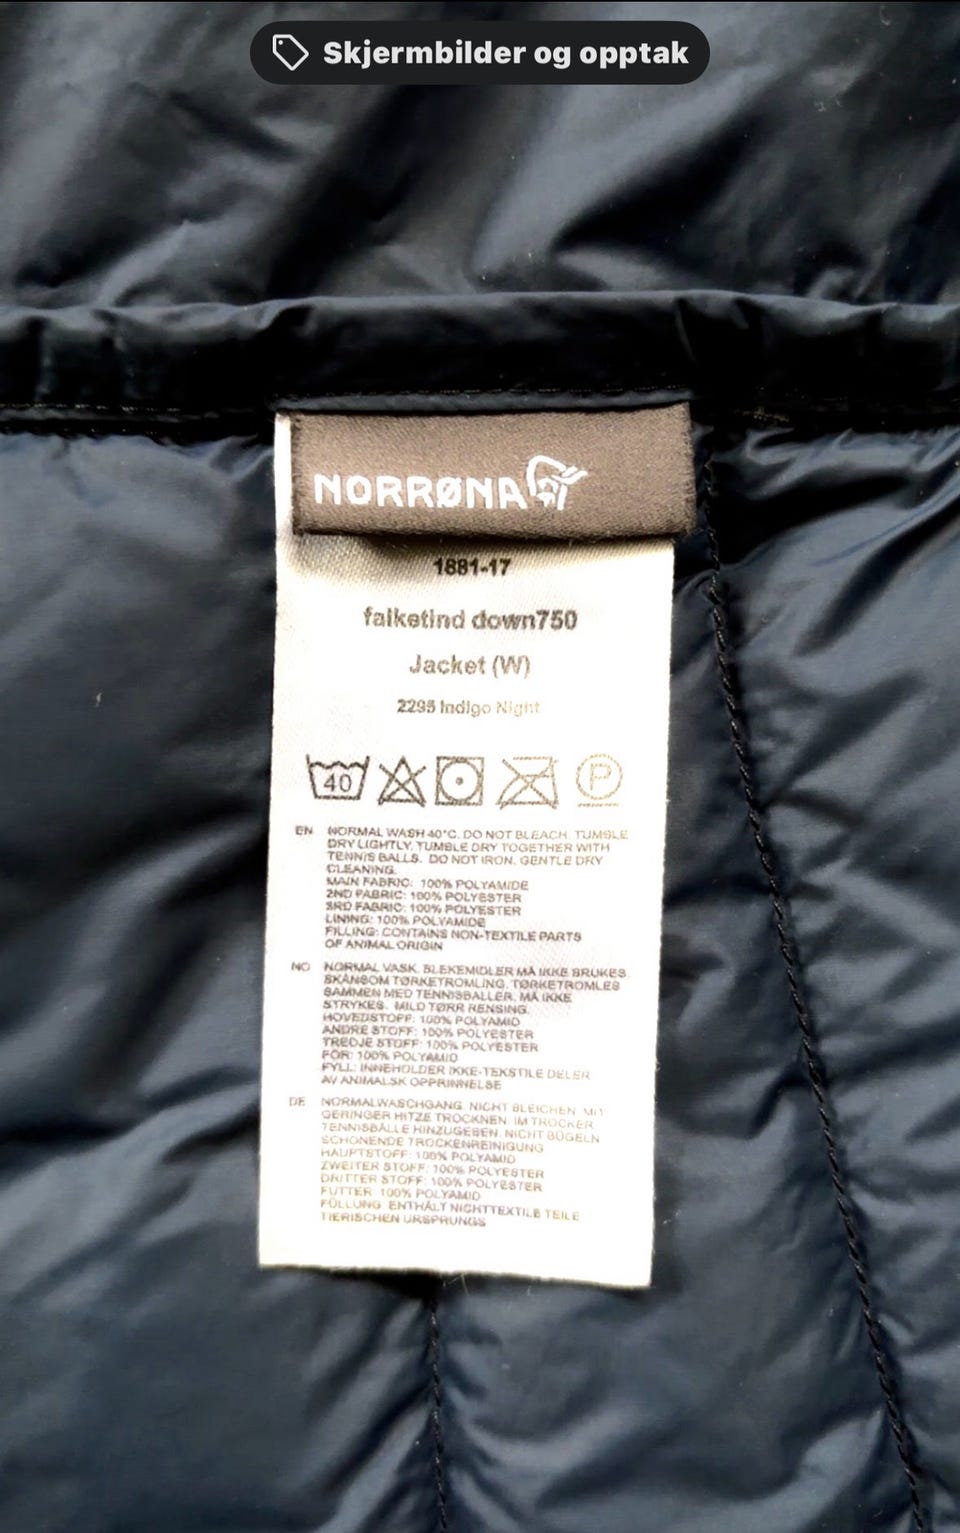 Skjermbilder og opptak
NORRØNA
1881-17
falketind down750
Jacket (W)
2295 Indigo Night
40
P
EN NORMAL WASH 40°C. DO NOT BLEACH. TUMBLE
DRY LIGHTLY. TUMBLE DRY TOGETHER WITH
TENNIS BALLS. DO NOT IRON. GENTLE DRY
CLEANING.
MAIN FABRIC: 100% POLYAMIDE
2ND FABRIC: 100% POLYESTER
3RD FABRIC: 100% POLYESTER
LINING: 100% POLYAMIDE
FILLING: CONTAINS NON-TEXTILE PARTS
OF ANIMAL ORIGIN
NO NORMAL VASK. BLEKEMIDLER MÅ IKKE BRUKES.
SKÅNSOM TØRKETROMLING. TØRKETROMLES
SAMMEN MED TENNISBALLER. MÅ IKKE
STRYKES. MILD TØRR RENSING.
HOVEDSTOFF: 100% POLYAMID
ANDRE STOFF: 100% POLYESTER
TREDJE STOFF: 100% POLYESTER
FÔR: 100% POLYAMID
FYLL: INNEHOLDER IKKE-TEKSTILE DELER
AV ANIMALSK OPPRINNELSE
DE NORMALWASCHGANG. NICHT BLEICHEN. MIT
GERINGER HITZE TROCKNEN. IM TROCKER
TENNISBÄLLE HINZUGEBEN. NICHT BÜGELN
SCHONENDE TROCKENREINIGUNG
HAUPTSTOFF: 100% POLYAMID
ZWEITER STOFF: 100% POLYESTER
DRITTER STOFF: 100% POLYESTER
FUTTER: 100% POLYAMID
FÜLLUNG: ENTHÄLT NICHTTEXTILE TEILE
TIERISCHEN URSPRUNGS